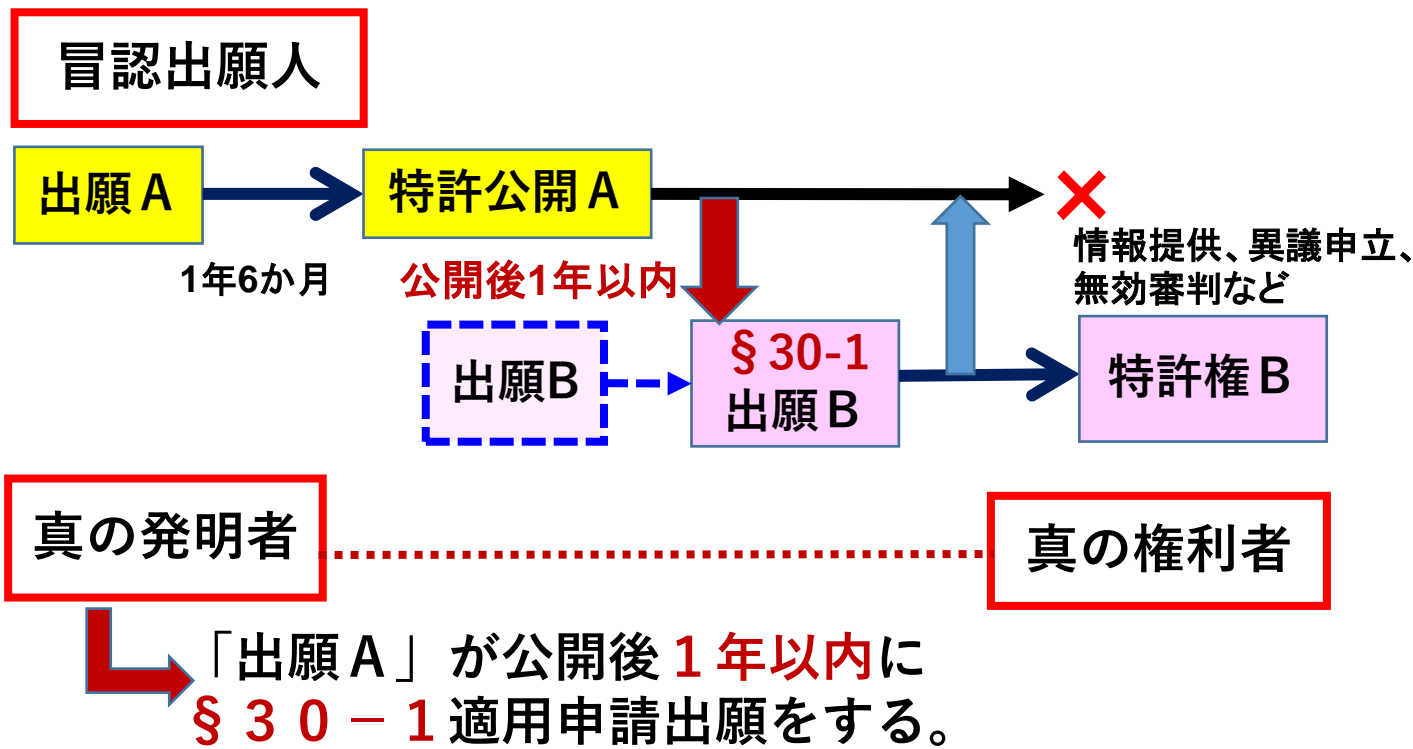 冒認出願人
出願A
特許公開A
1年6か月
公開後1年以内
情報提供、異議申立、
無効審判など
出願B
§30-1
出願B
特許権B
真の発明者
真の権利者
「出願A」が公開後１年以内に
§３０－１適用申請出願をする。